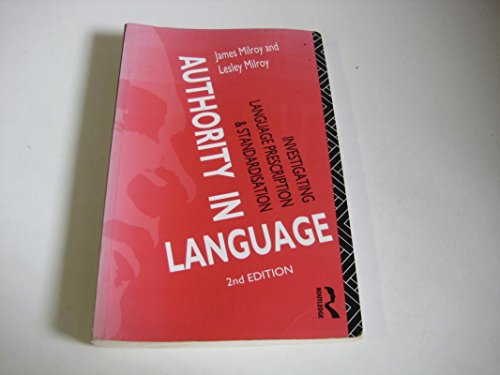 James Milroy and
Lesley Milroy
AUTHORITY IN
LANGUAGE
INVESTIGATING
LANGUAGE PRESCRIPTION
& STANDARDISATION
2nd EDITION
ROUTLEDGE